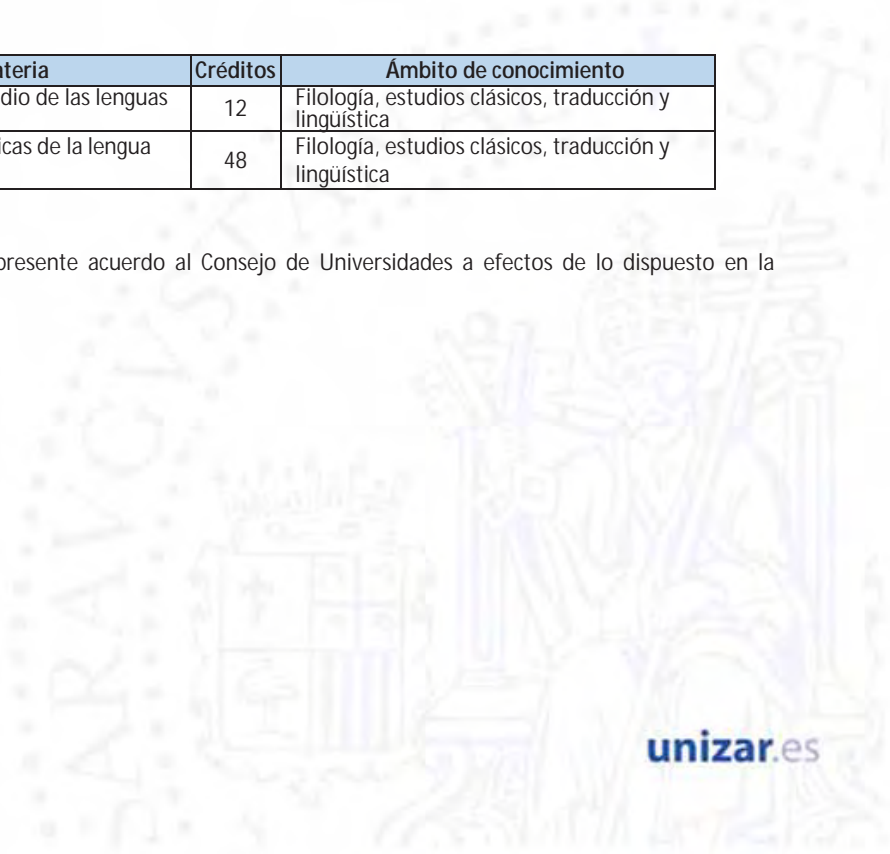 ateria Créditos Ámbito de conocimiento
dio de las lenguas 12 Filología, estudios clásicos, traducción y
lingüística
icas de la lengua 48 Filología, estudios clásicos, traducción y
lingüística
presente acuerdo al Consejo de Universidades a efectos de lo dispuesto en la
unizar.es